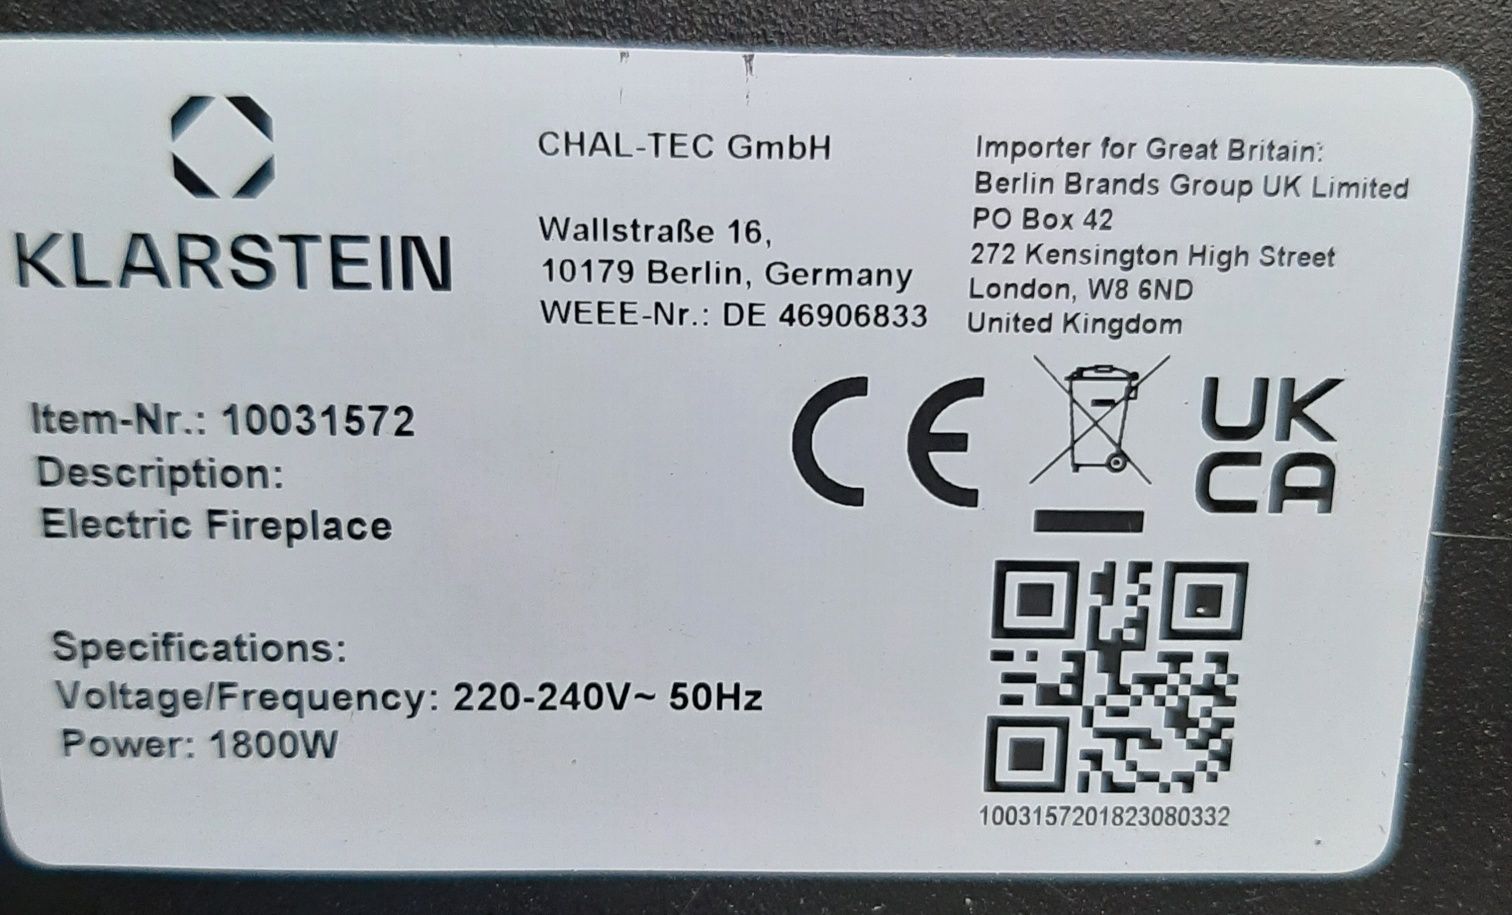 KLARSTEIN
CHAL-TEC GmbH
Wallstraße 16,
10179 Berlin, Germany
WEEE-Nr.: DE 46906833
Importer for Great Britain:
Berlin Brands Group UK Limited
PO Box 42
272 Kensington High Street
London, W8 6ND
United Kingdom
Item-Nr.: 10031572
Description:
Electric Fireplace
CE
UK
CA
Specifications:
Voltage/Frequency: 220-240V~ 50Hz
Power: 1800W
1003157201823080332